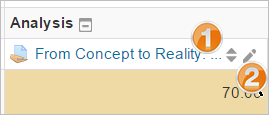 Analysis
1
From Concept to Reality: ...
2
70.00